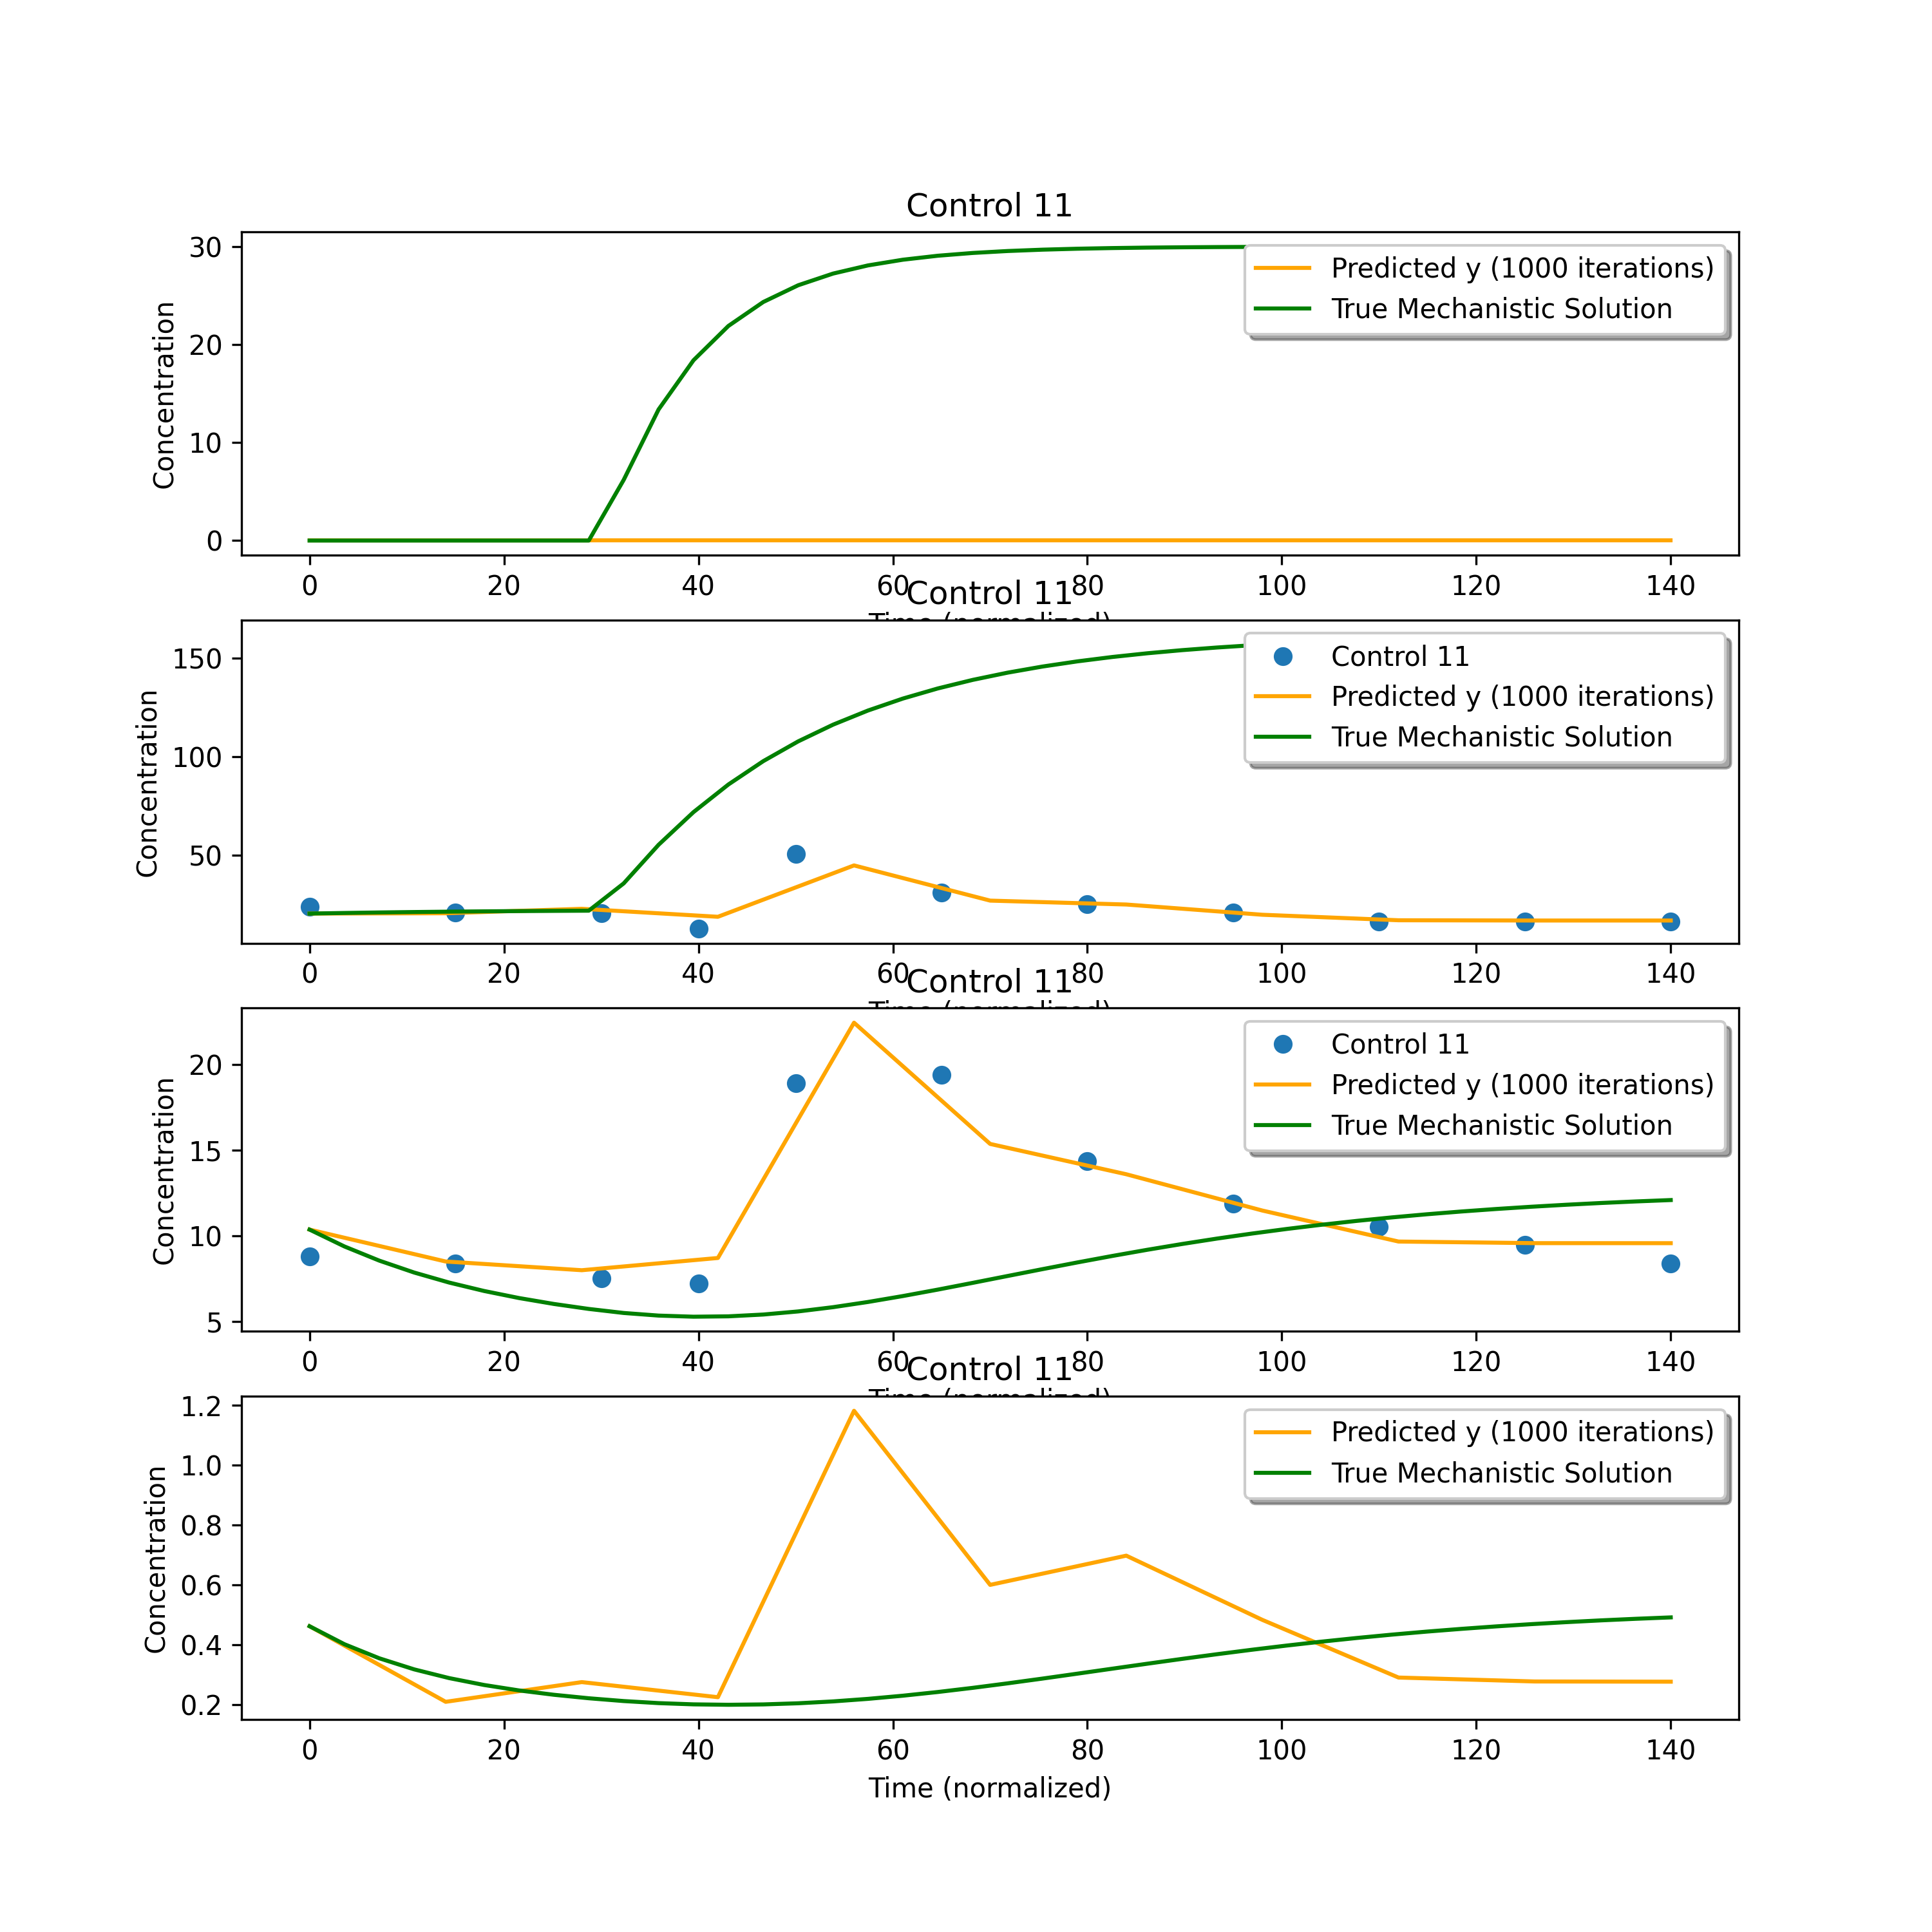 Control 11
30
20
10
0
Concentration
Predicted y (1000 iterations)
True Mechanistic Solution
0 20 40 60 80 100 120 140
Control 11
150
100
50
Concentration
Control 11
Predicted y (1000 iterations)
True Mechanistic Solution
0 20 40 60 80 100 120 140
Control 11
20
15
10
5
Concentration
Control 11
Predicted y (1000 iterations)
True Mechanistic Solution
0 20 40 60 80 100 120 140
Control 11
1.2
1.0
0.8
0.6
0.4
0.2
Concentration
Predicted y (1000 iterations)
True Mechanistic Solution
0 20 40 60 80 100 120 140
Time (normalized)